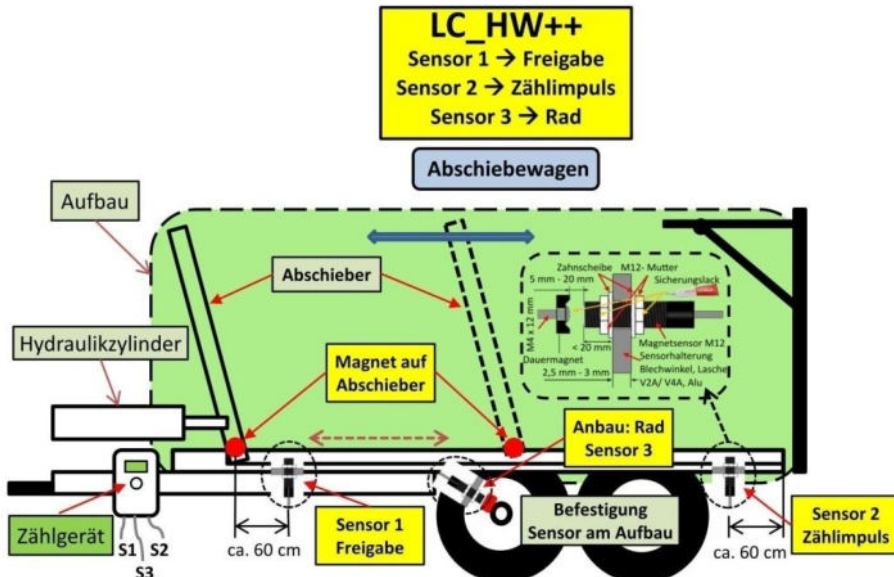 LC_HW++
Sensor 1 → Freigabe
Sensor 2 → Zählimpuls
Sensor 3 → Rad
Abschiebewagen
Aufbau
Abschieber
Hydraulikzylinder
Magnet auf
Abschieber
Zahnscheibe M12- Mutter
5 mm - 20 mm
Sicherungslack
M4 x 12 mm
< 20 mm
Dauermagnet
2,5 mm - 3 mm
Magnetsensor M12
Sensorhalterung
Blechwinkel, Lasche
V2A/ V4A, Alu
Anbau: Rad
Sensor 3
Zählgerät
S1
S2
S3
ca. 60 cm
Sensor 1
Freigabe
Befestigung
Sensor am Aufbau
ca. 60 cm
Sensor 2
Zählimpuls